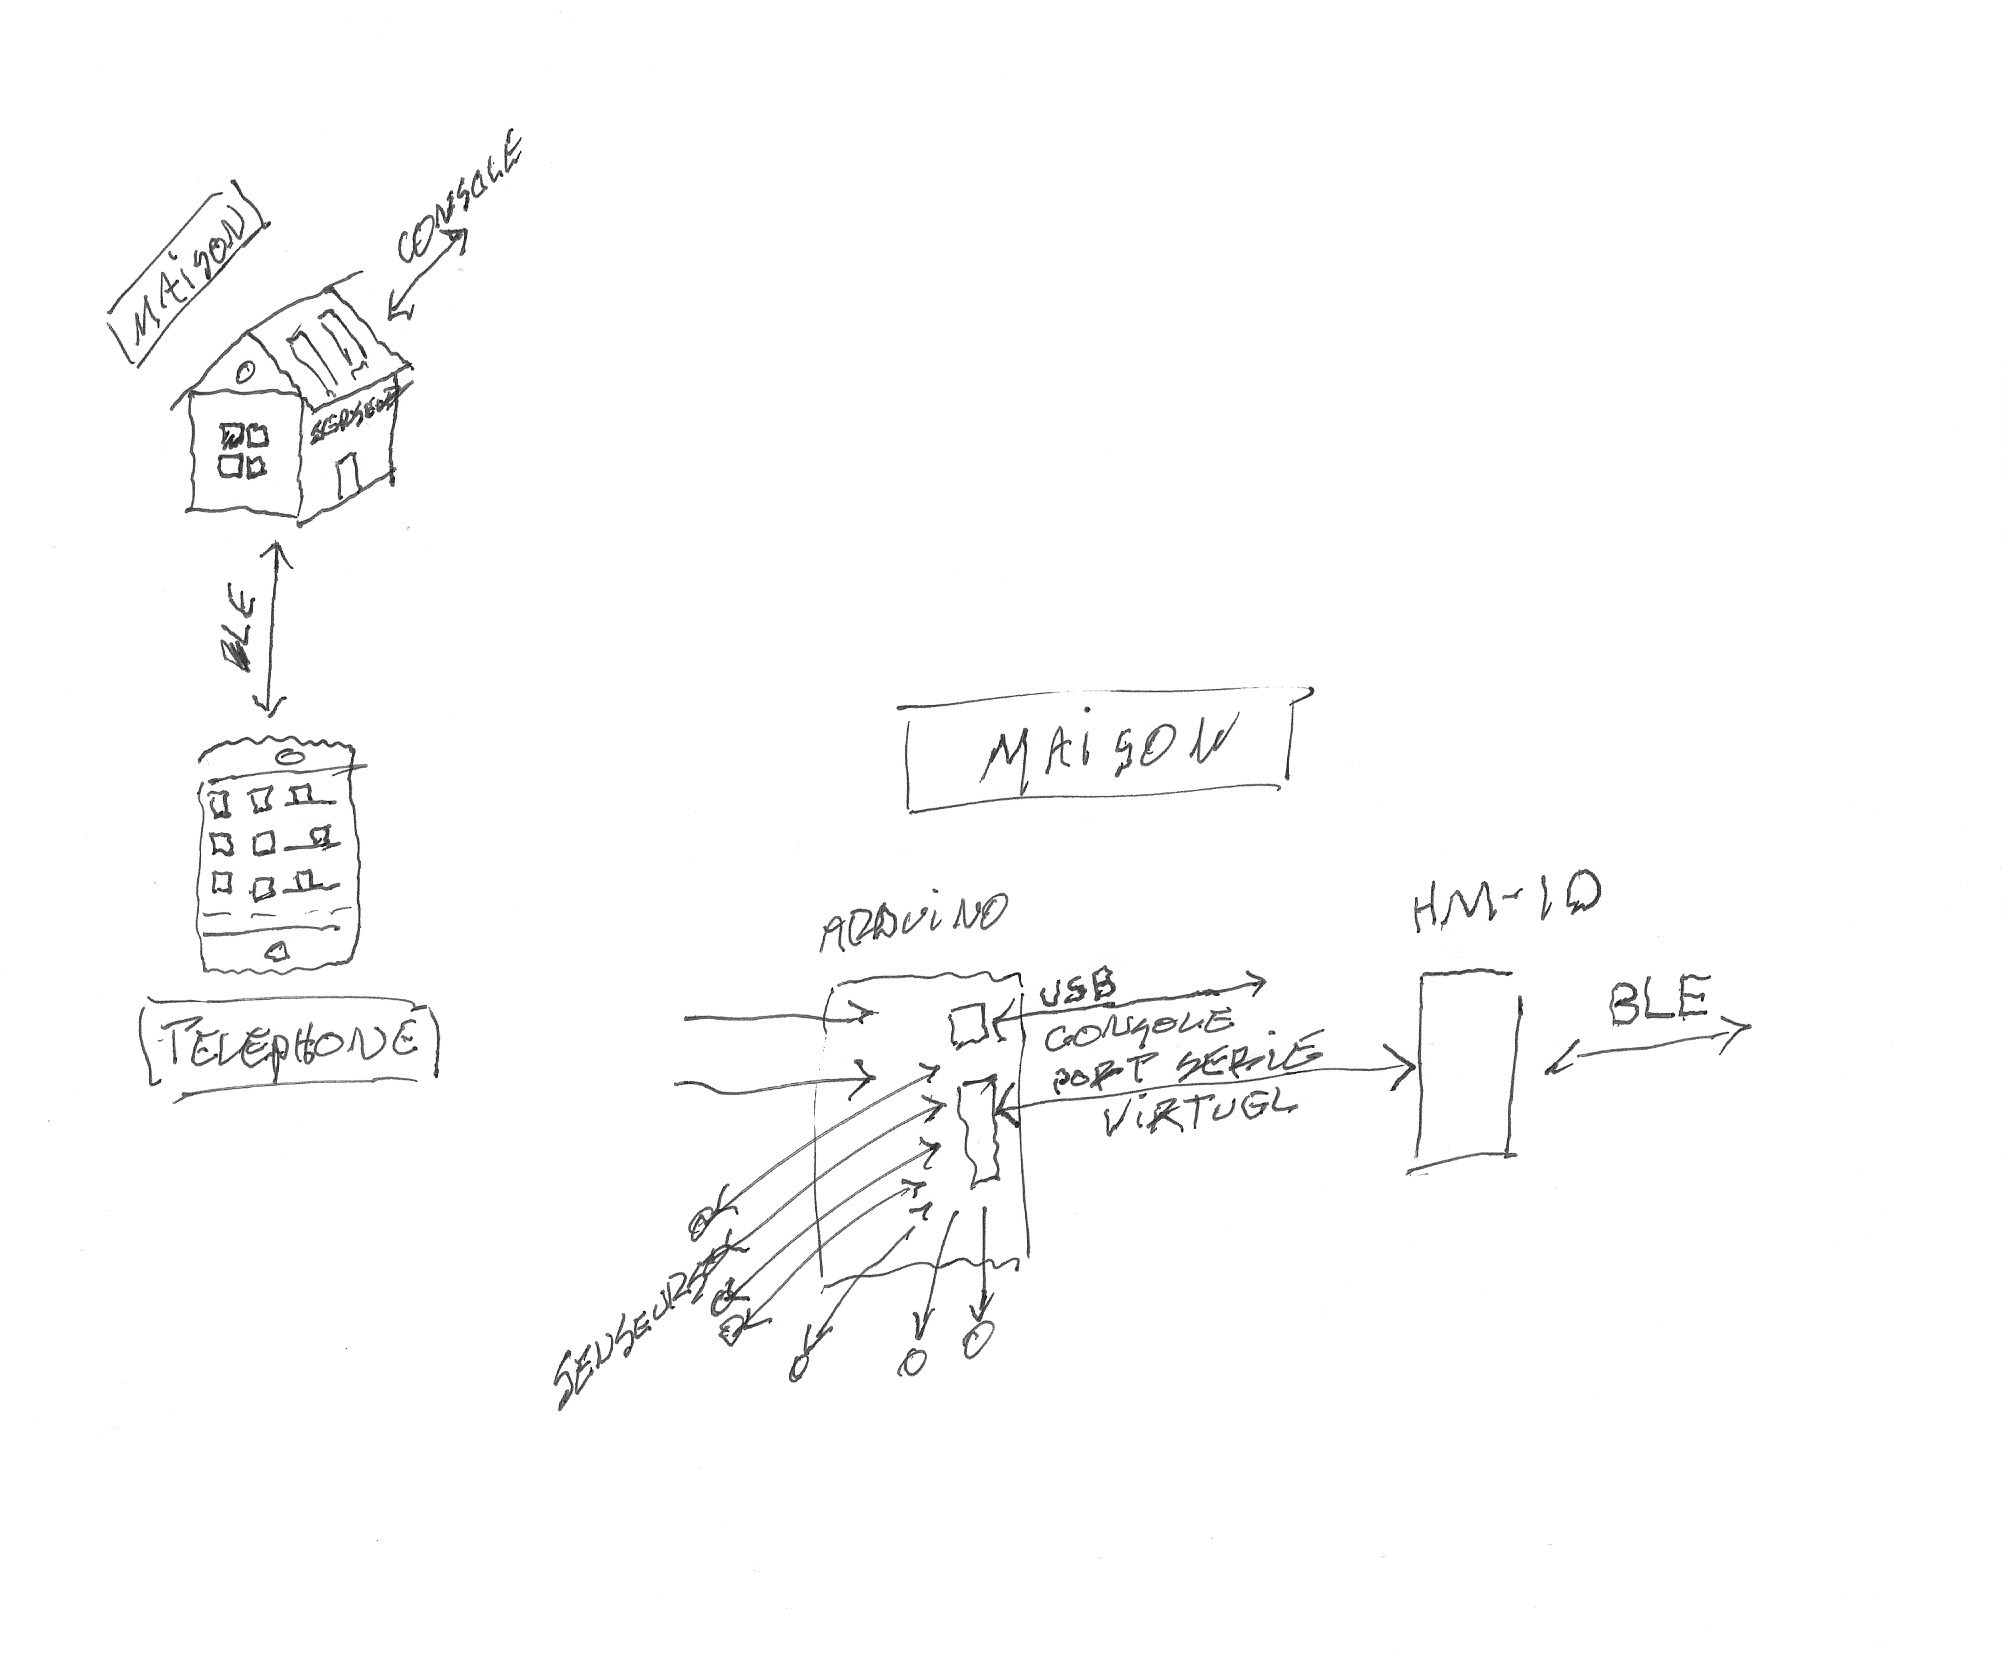 MAiSON
CONSOLE
SENSEUR
BLE
TELEPHONE
MAiSON
ARDUiNO
HM-10
USB
CONSOLE
PORT SERiE
ViRTUEL
BLE
SENSEURS